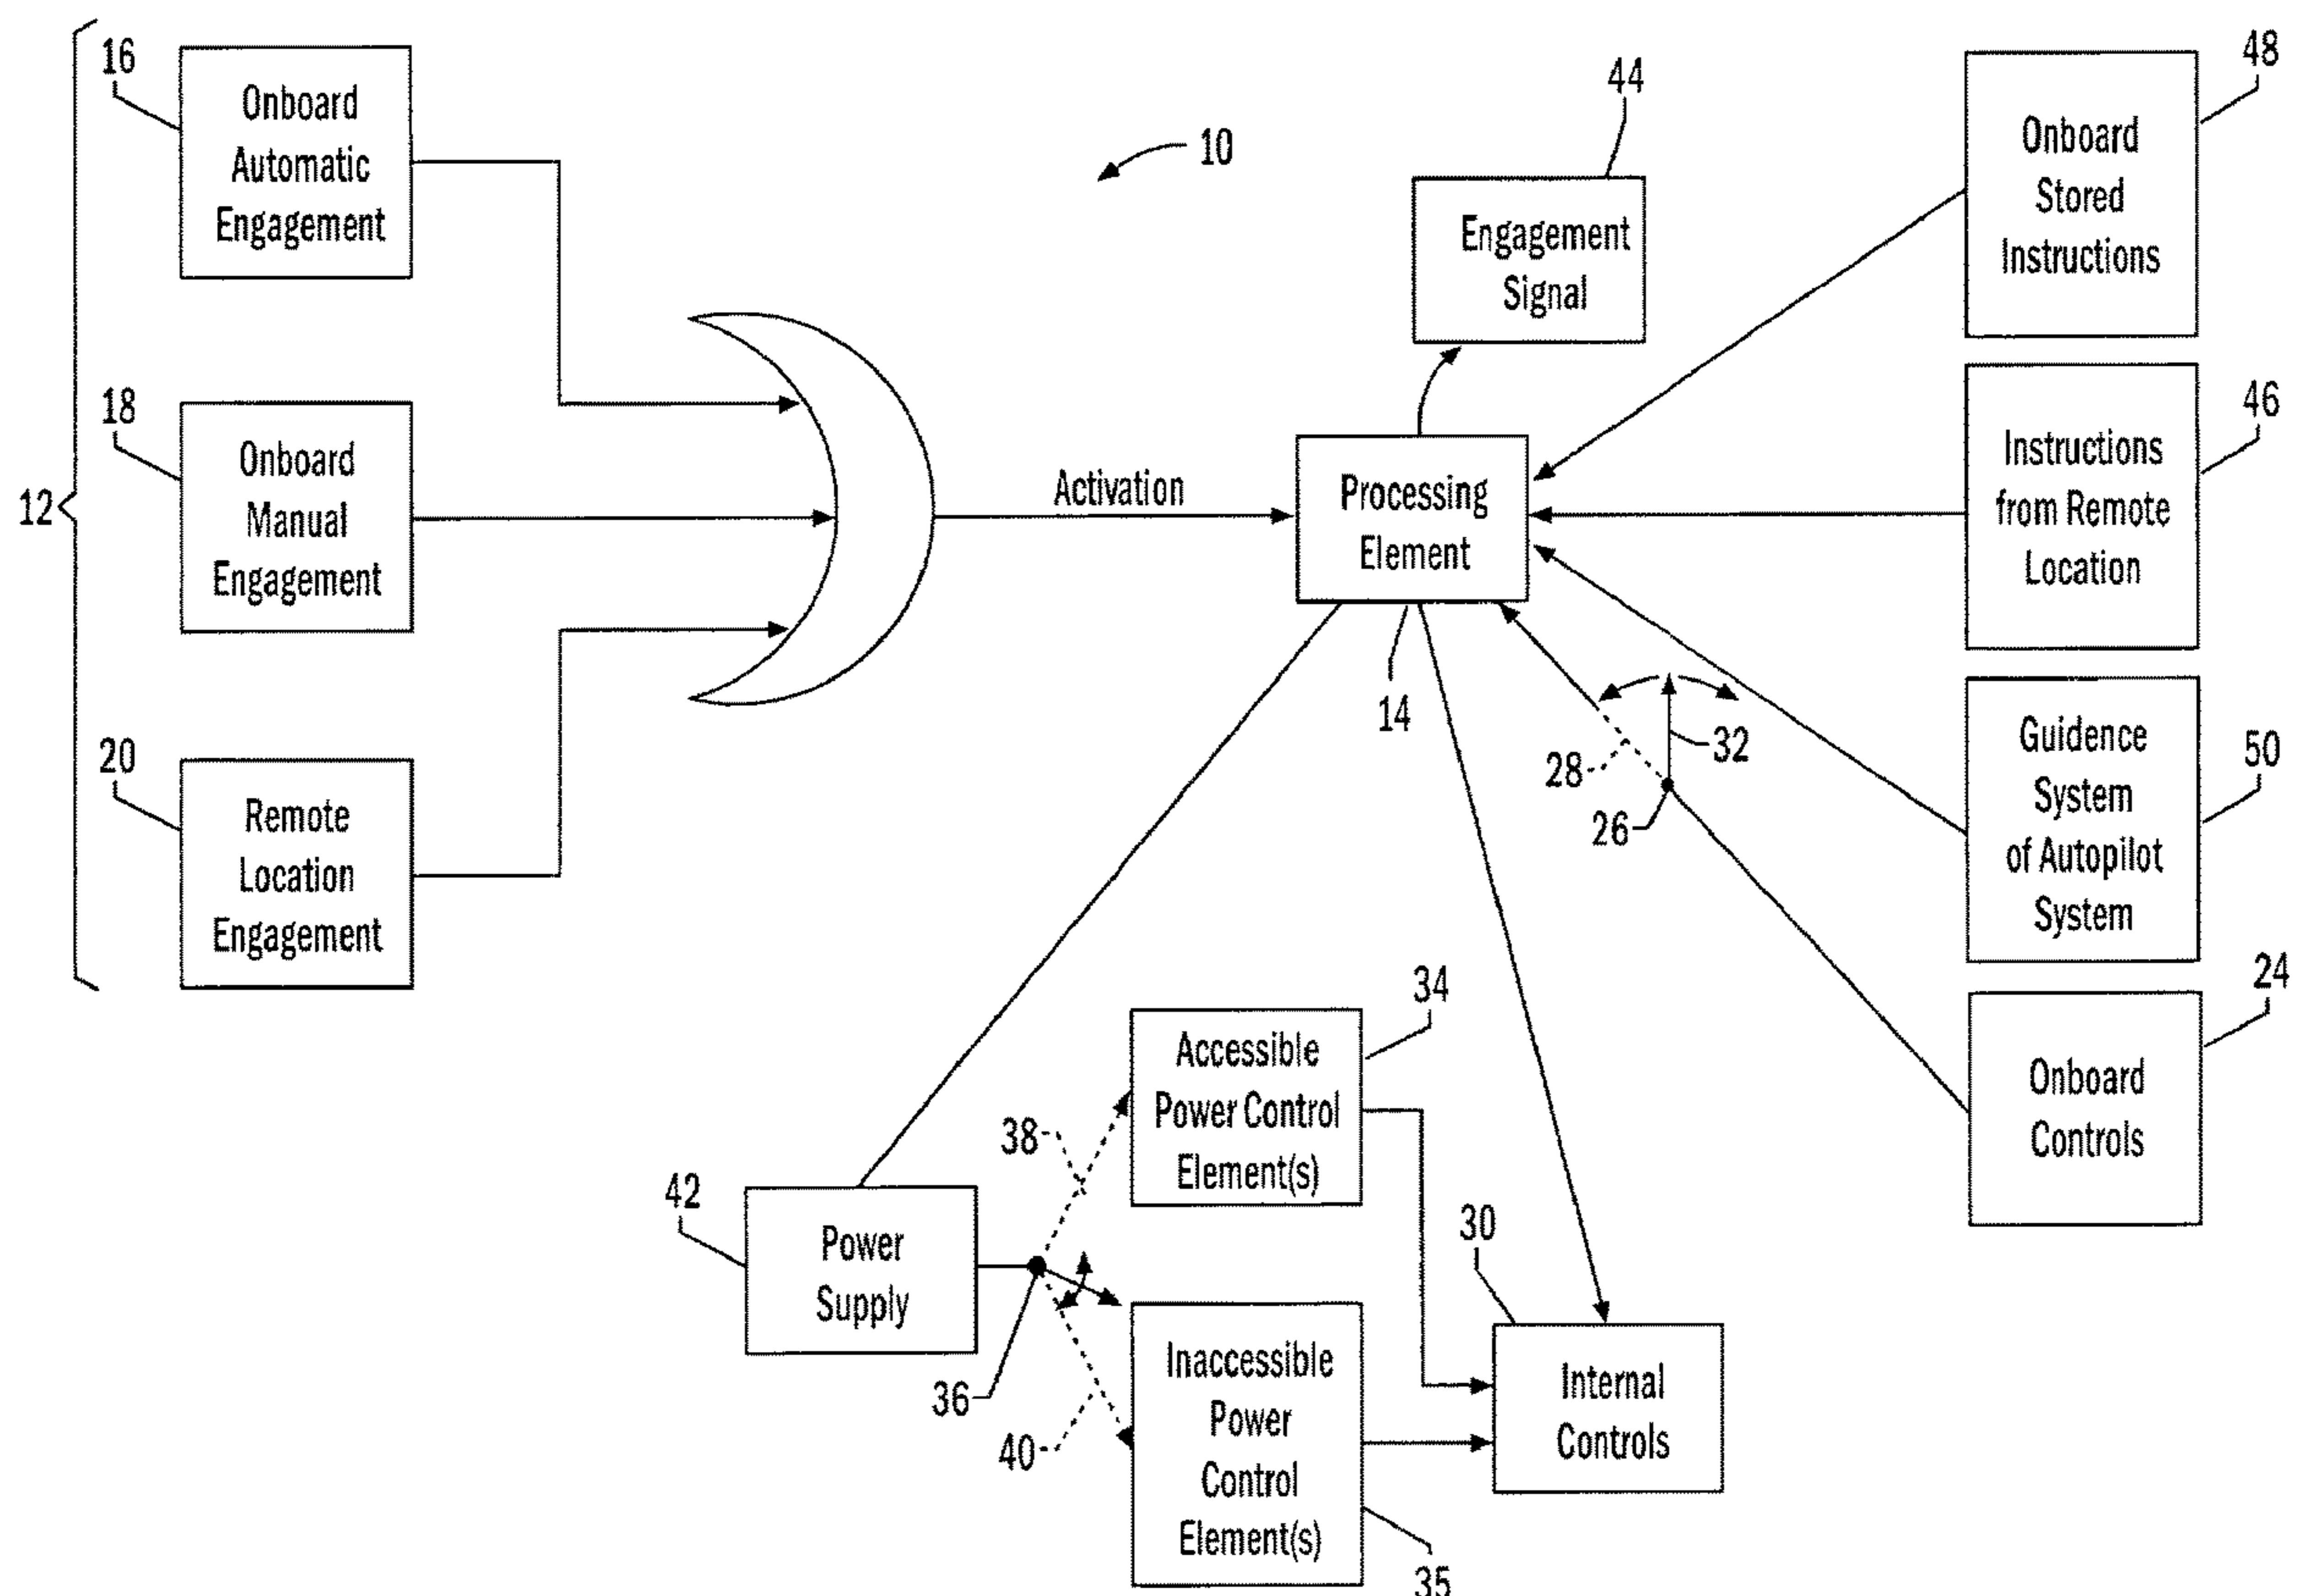 16
Onboard
Automatic
Engagement
18
Onboard
Manual
Engagement
12
20
Remote
Location
Engagement
10
Activation
44
Engagement
Signal
Processing
Element
14
48
Onboard
Stored
Instructions
46
Instructions
from Remote
Location
50
Guidence
System
of Autopilot
System
24
Onboard
Controls
28
32
26
34
Accessible
Power Control
Element(s)
38
42
Power
Supply
36
40
Inaccessible
Power
Control
Element(s)
35
30
Internal
Controls